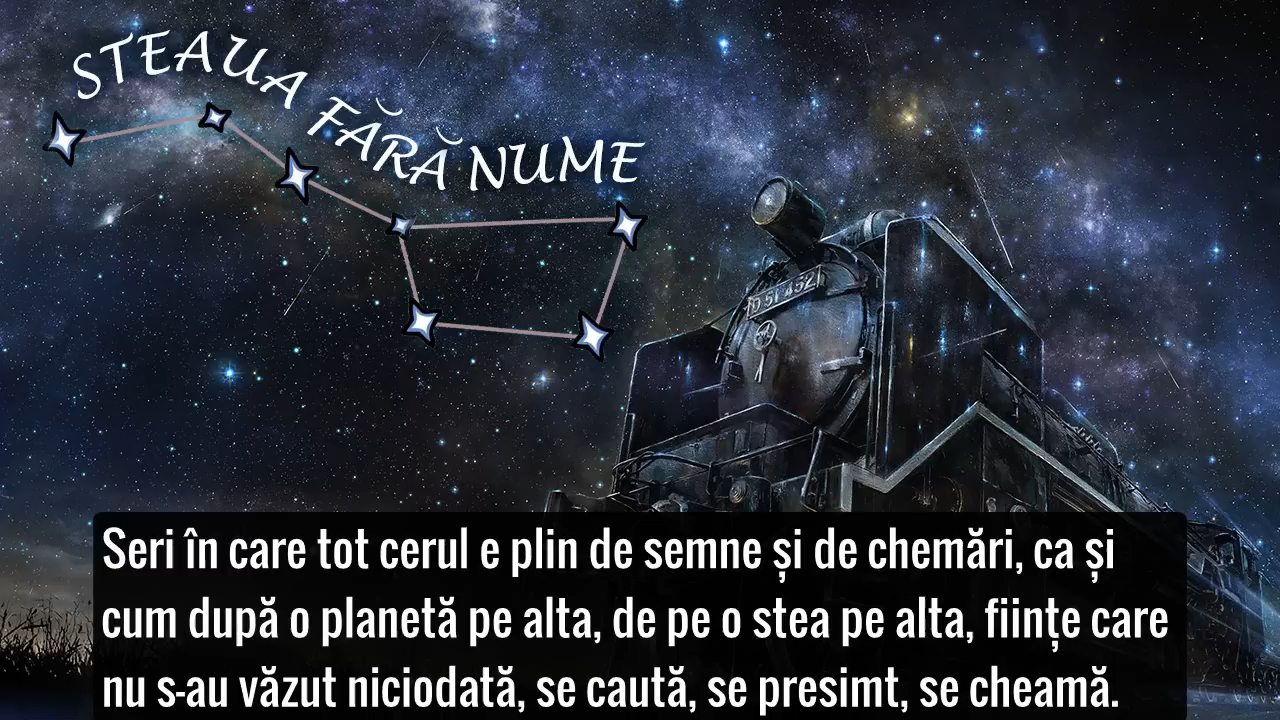 STEAUA FĂRĂ NUME
D 51 452
Seri în care tot cerul e plin de semne și de chemări, ca și
cum după o planetă pe alta, de pe o stea pe alta, ființe care
nu s-au văzut niciodată, se caută, se presimt, se cheamă.